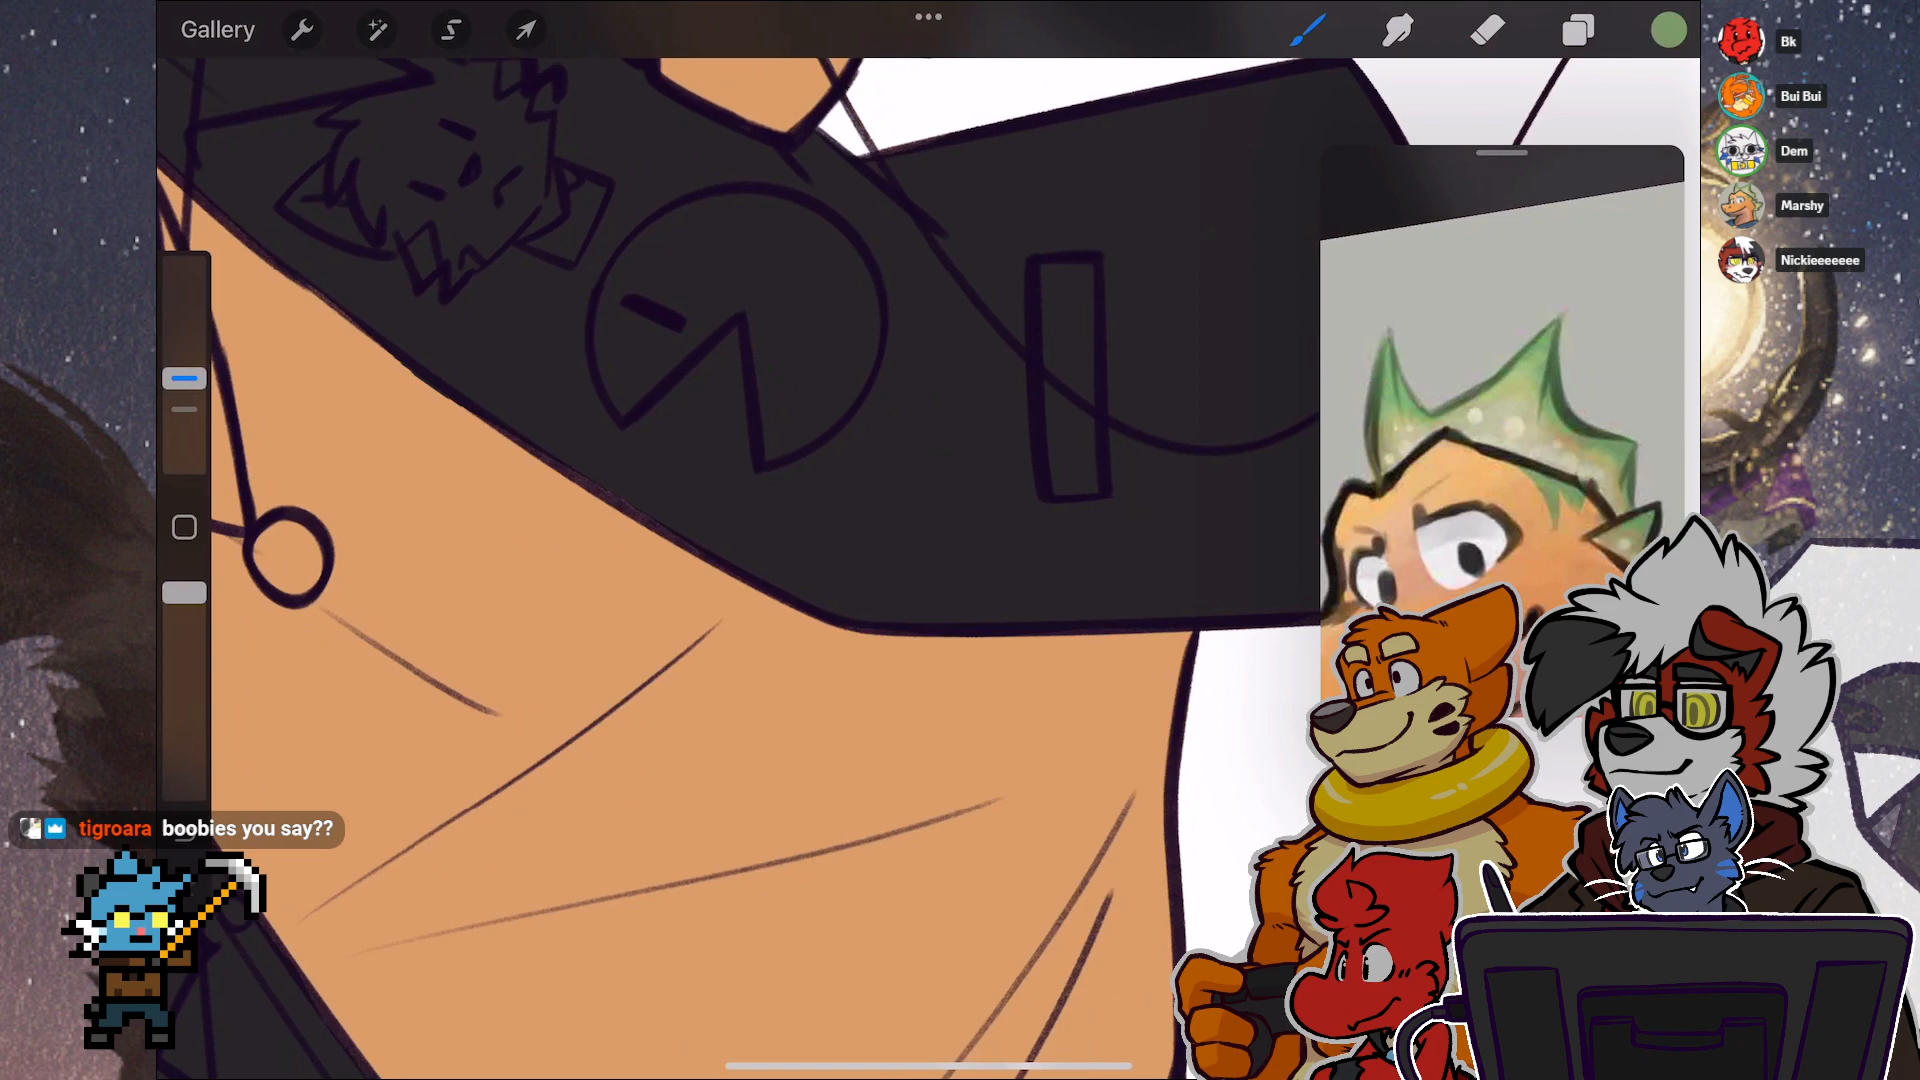 Gallery
Bk
Bui Bui
Dem
Marshy
Nickieeeeeee
tigroara boobies you say??